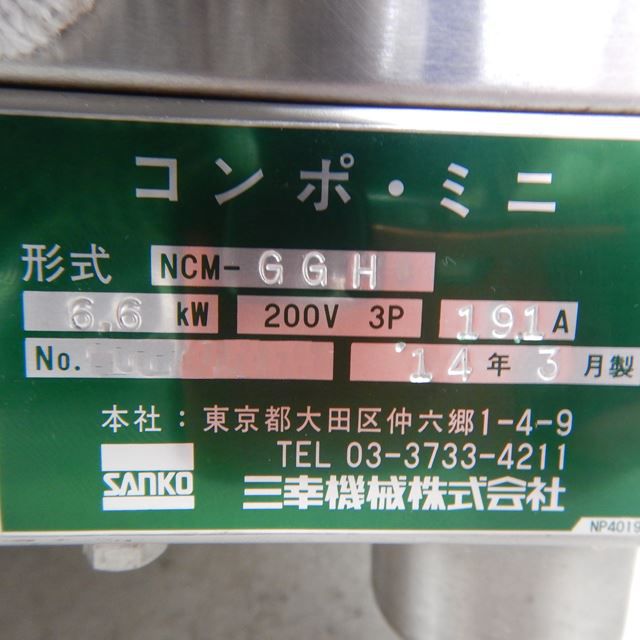 コンポ・ミニ
形式 NCM-GGH
6.6 kW 200V 3P 19.1A
No.
'14年3月製
本社：東京都大田区仲六郷1-4-9
TEL 03-3733-4211
SANKO 三幸機械株式会社
NP4019